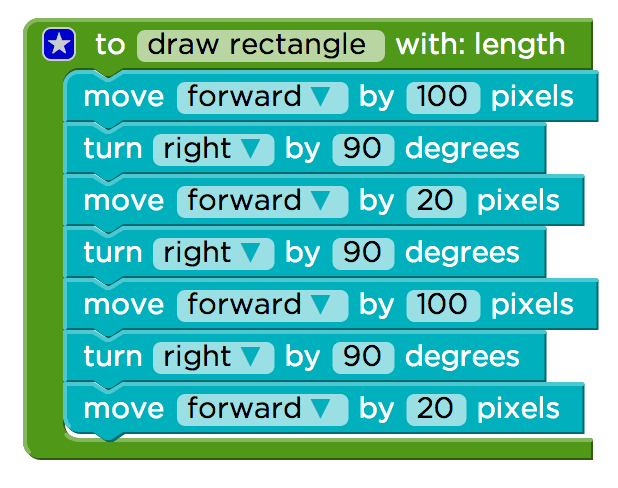 to draw rectangle with: length
move forward by 100 pixels
turn right by 90 degrees
move forward by 20 pixels
turn right by 90 degrees
move forward by 100 pixels
turn right by 90 degrees
move forward by 20 pixels